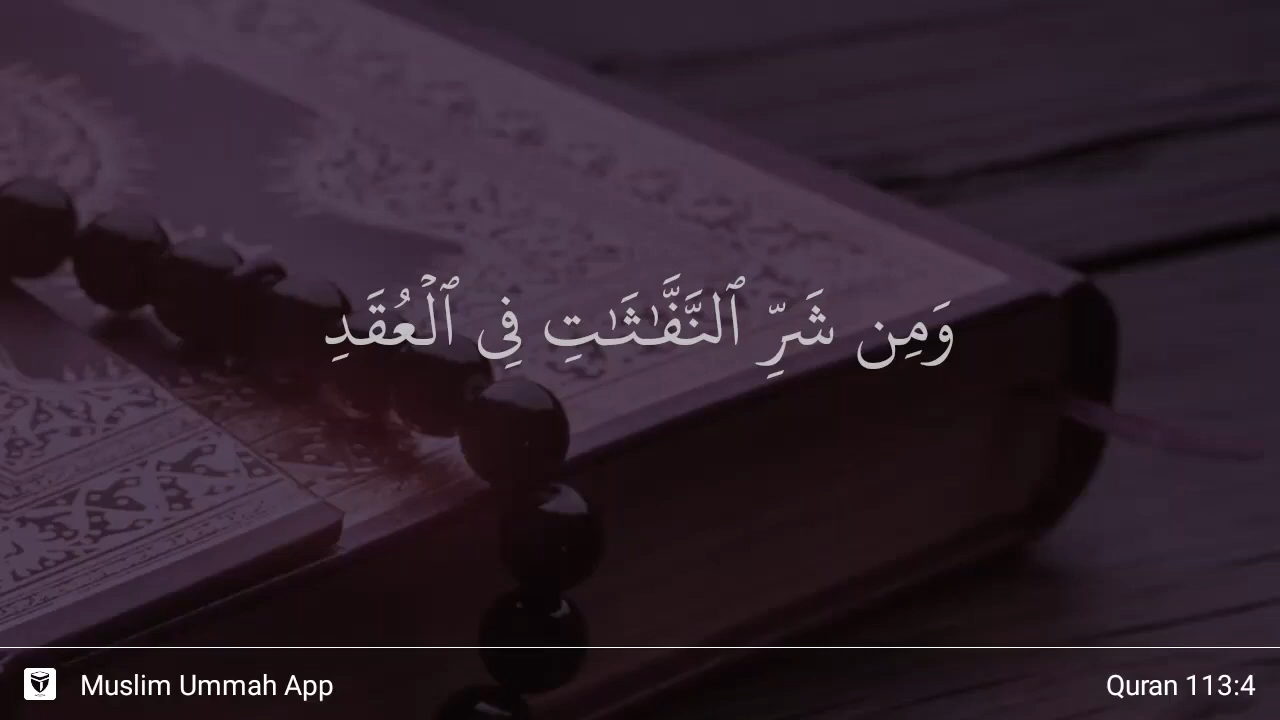 وَمِن شَرِّ ٱلنَّفَّـٰثَـٰتِ فِى ٱلْعُقَدِ
Muslim Ummah App
Quran 113:4